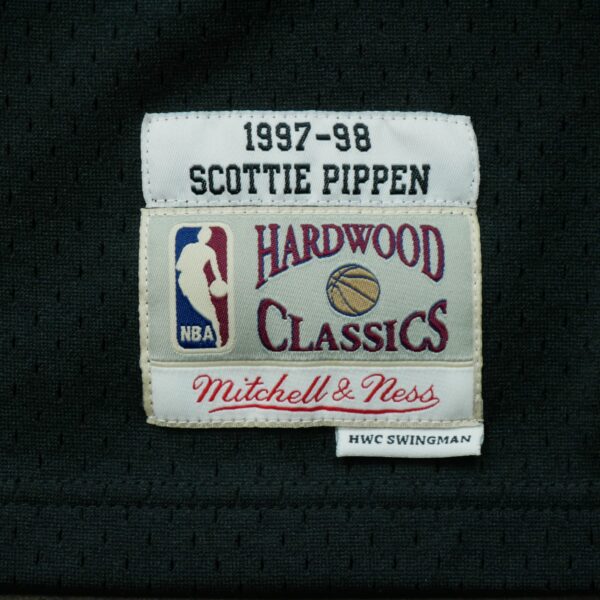 1997-98
SCOTTIE PIPPEN
HARDWOOD
CLASSICS
NBA
Mitchell & Ness
HWC SWINGMAN